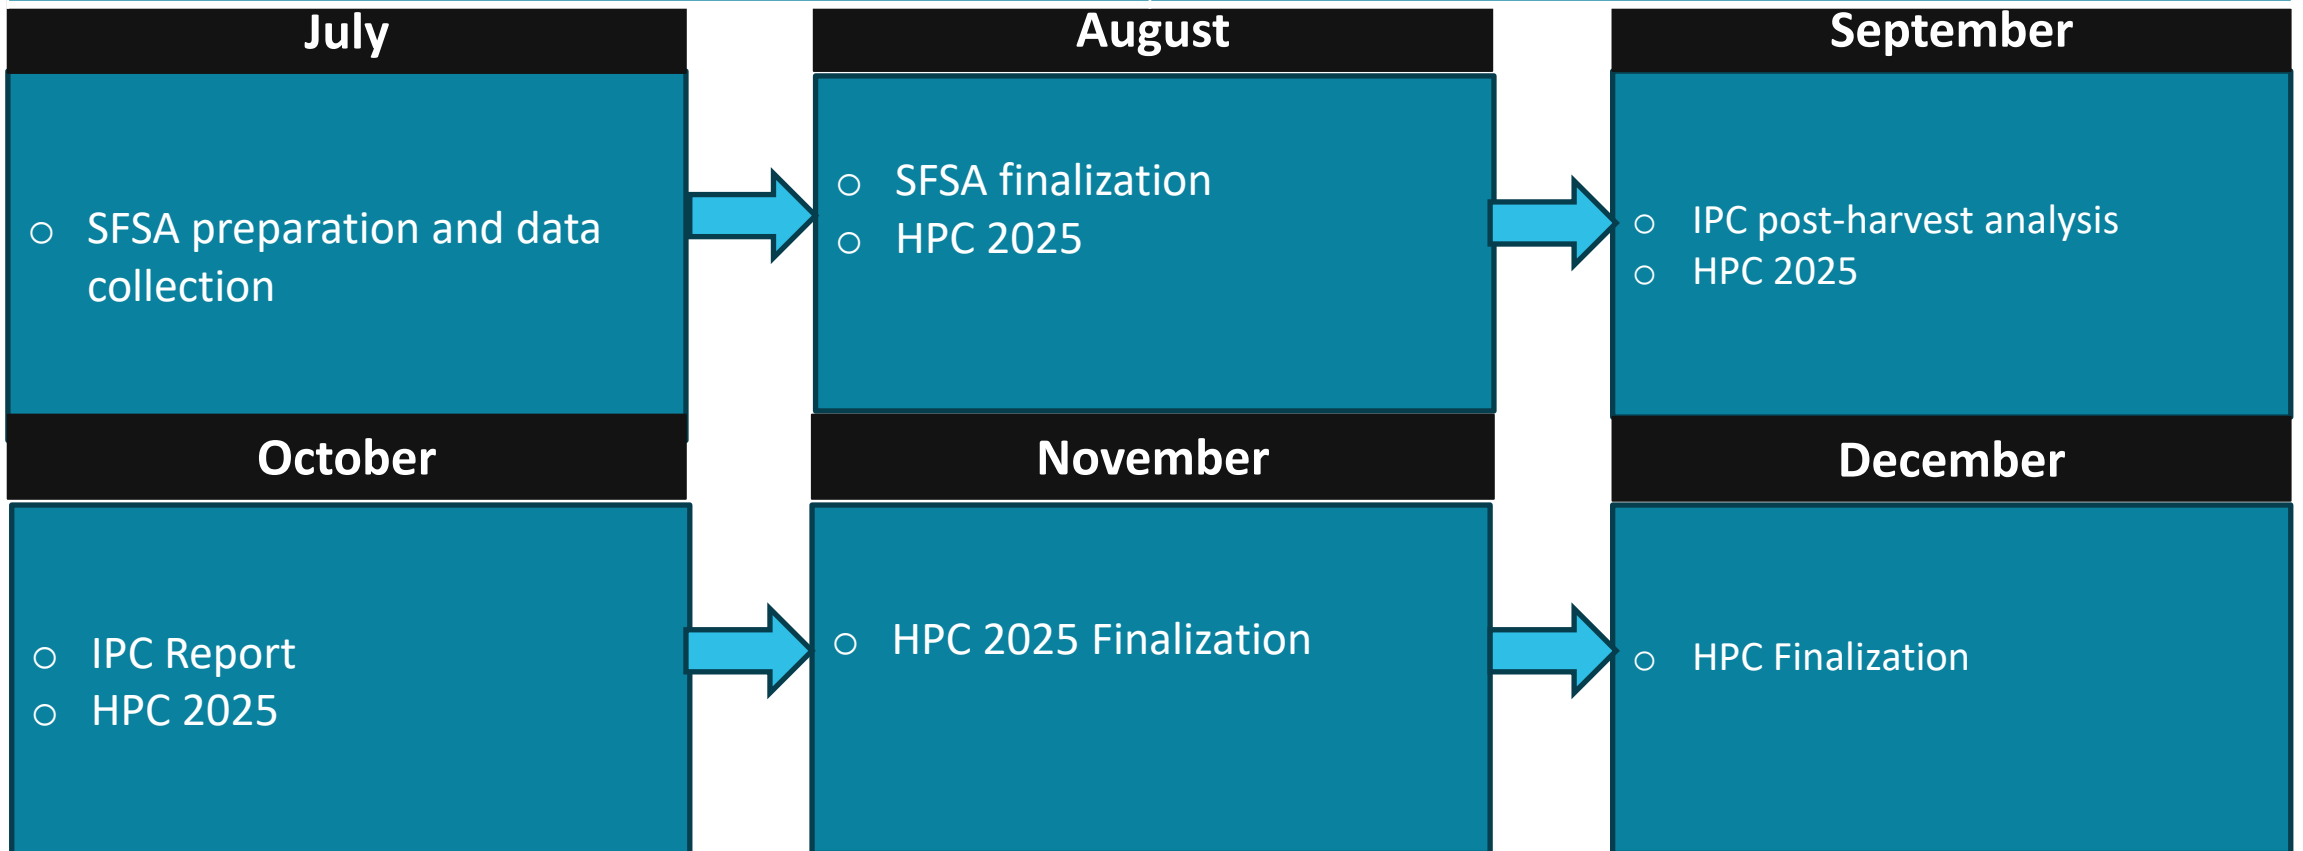 July
○ SFSA preparation and data
collection
August
○ SFSA finalization
○ HPC 2025
September
○ IPC post-harvest analysis
○ HPC 2025
October
○ IPC Report
○ HPC 2025
November
○ HPC 2025 Finalization
December
○ HPC Finalization